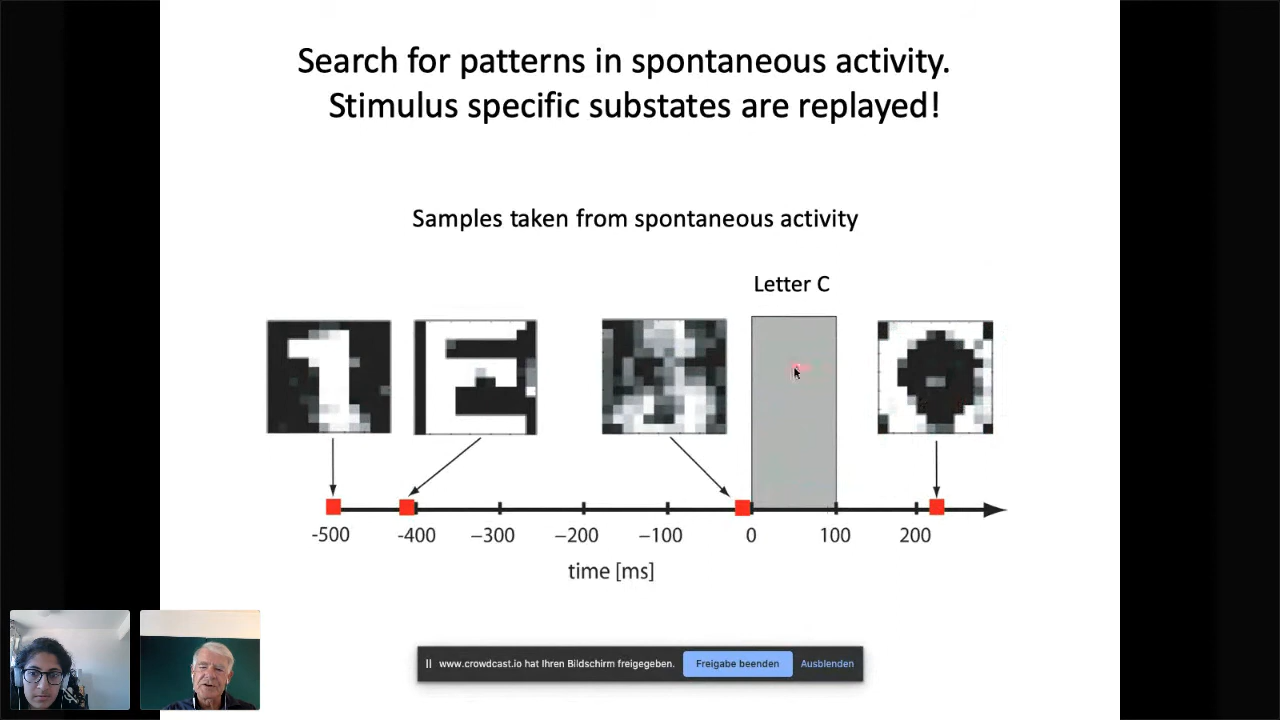 Search for patterns in spontaneous activity.
Stimulus specific substates are replayed!
Samples taken from spontaneous activity
Letter C
-500 -400 −300 −200 −100 0 100 200
time [ms]
www.crowdcast.io hat Ihren Bildschirm freigegeben. Freigabe beenden Ausblenden